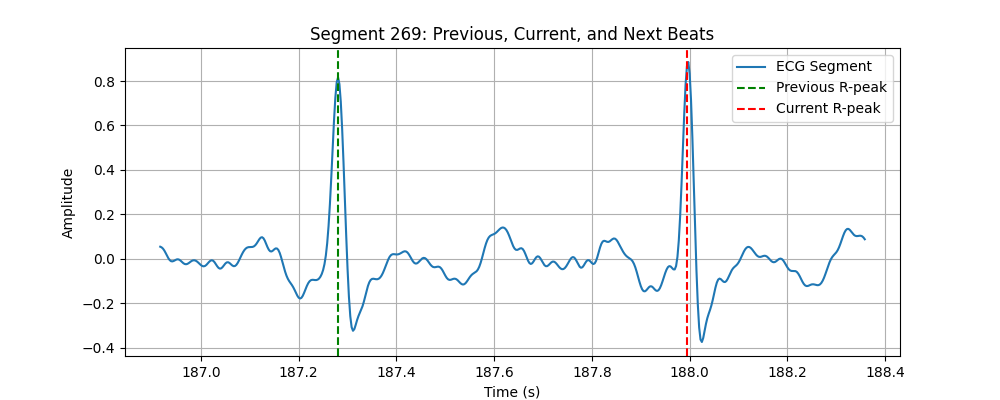 Segment 269: Previous, Current, and Next Beats
ECG Segment
Previous R-peak
Current R-peak
Amplitude
0.8
0.6
0.4
0.2
0.0
−0.2
−0.4
187.0 187.2 187.4 187.6 187.8 188.0 188.2 188.4
Time (s)